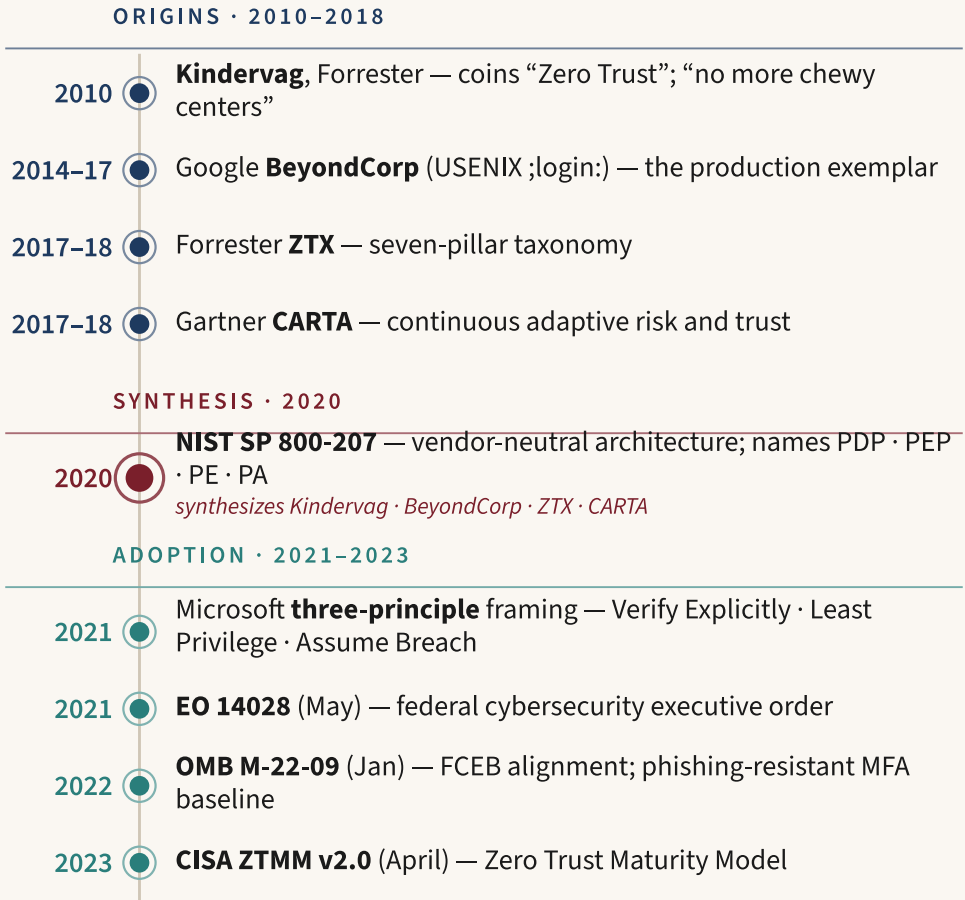 ORIGINS · 2010–2018
2010 Kindervag, Forrester — coins “Zero Trust”; “no more chewy
centers”
2014–17 Google BeyondCorp (USENIX ;login:) — the production exemplar
2017–18 Forrester ZTX — seven-pillar taxonomy
2017–18 Gartner CARTA — continuous adaptive risk and trust
SYNTHESIS · 2020
2020 NIST SP 800-207 — vendor-neutral architecture; names PDP · PEP
· PE · PA
synthesizes Kindervag · BeyondCorp · ZTX · CARTA
ADOPTION · 2021–2023
2021 Microsoft three-principle framing — Verify Explicitly · Least
Privilege · Assume Breach
2021 EO 14028 (May) — federal cybersecurity executive order
2022 OMB M-22-09 (Jan) — FCEB alignment; phishing-resistant MFA
baseline
2023 CISA ZTMM v2.0 (April) — Zero Trust Maturity Model